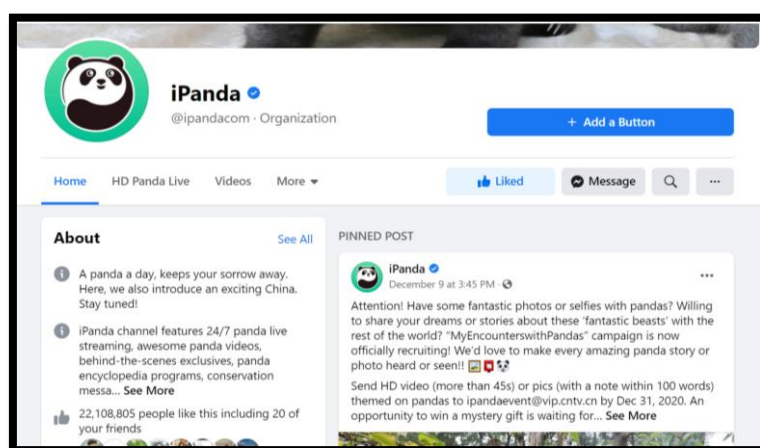 iPanda
@ipandacom · Organization
+ Add a Button
Home HD Panda Live Videos More
Liked Message ...
About See All
A panda a day, keeps your sorrow away.
Here, we also introduce an exciting China.
Stay tuned!
iPanda channel features 24/7 panda live
streaming, awesome panda videos,
behind-the-scenes exclusives, panda
encyclopedia programs, conservation
messa... See More
22,108,805 people like this including 20 of
your friends
PINNED POST
iPanda
December 9 at 3:45 PM ·
...
Attention! Have some fantastic photos or selfies with pandas? Willing
to share your dreams or stories about these 'fantastic beasts' with the
rest of the world? "MyEncounterswithPandas" campaign is now
officially recruiting! We'd love to make every amazing panda story or
photo heard or seen!!
Send HD video (more than 45s) or pics (with a note within 100 words)
themed on pandas to ipandaevent@vip.cntv.cn by Dec 31, 2020. An
opportunity to win a mystery gift is waiting for... See More